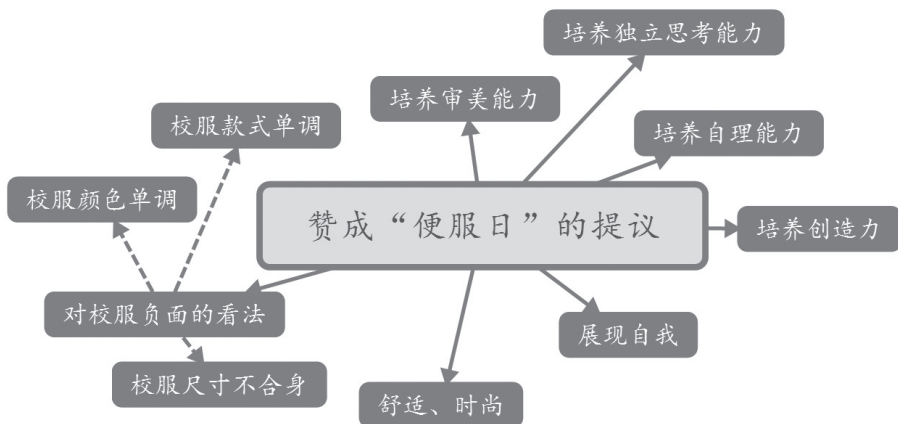 培养独立思考能力
培养审美能力
校服款式单调
培养自理能力
校服颜色单调
赞成“便服日”的提议
培养创造力
对校服负面的看法
展现自我
校服尺寸不合身
舒适、时尚